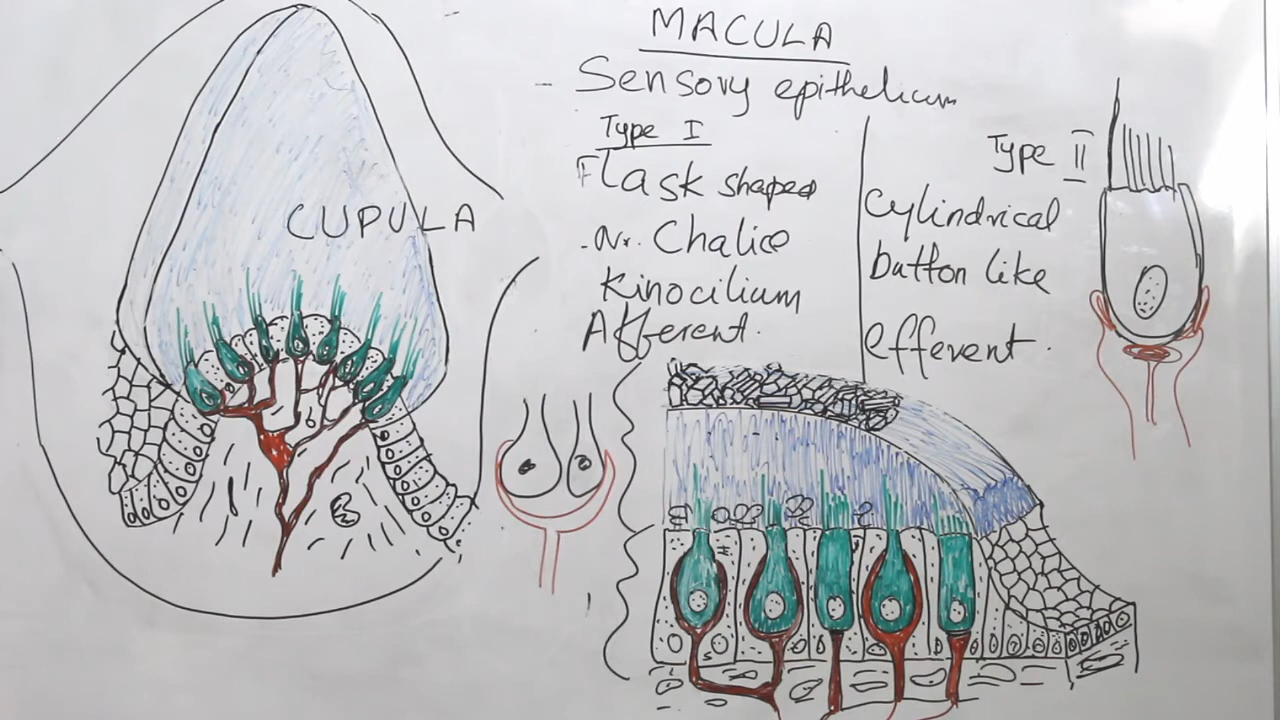 MACULA
- Sensory epithelium
Type I
Flask shaped
- Nr. Chalice
Kinocilium
Afferent.
Type II
Cylindrical
button like
efferent.
CUPULA